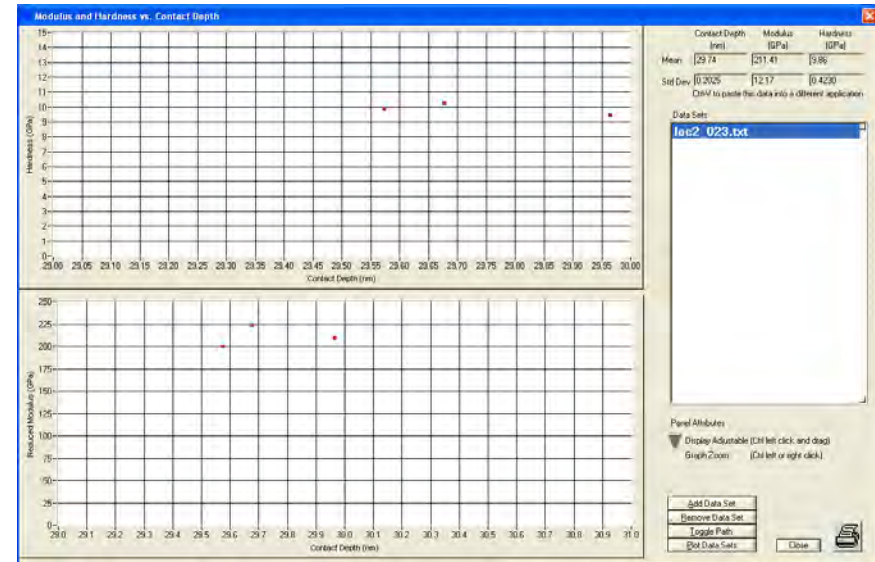 Modulus and Hardness vs. Contact Depth
Contact Depth Modulus Hardness
(nm) (GPa) (GPa)
Mean 29.74 211.41 9.86
Std Dev 0.2025 12.17 0.4230
Ctrl-V to paste this data into a different application
Data Sets
loc2_023.txt
15
14
13
12
11
10
9
8
7
6
5
4
3
2
1
0
Hardness (GPa)
29.00 29.05 29.10 29.15 29.20 29.25 29.30 29.35 29.40 29.45 29.50 29.55 29.60 29.65 29.70 29.75 29.80 29.85 29.90 29.95 30.00
Contact Depth (nm)
250
225
200
175
150
125
100
75
50
25
0
Reduced Modulus (GPa)
29.0 29.1 29.2 29.3 29.4 29.5 29.6 29.7 29.8 29.9 30.0 30.1 30.2 30.3 30.4 30.5 30.6 30.7 30.8 30.9 31.0
Contact Depth (nm)
Panel Attributes
Display Adjustable (Ctrl left click and drag)
Graph Zoom (Ctrl left or right click)
Add Data Set
Remove Data Set
Toggle Path
Plot Data Sets
Close